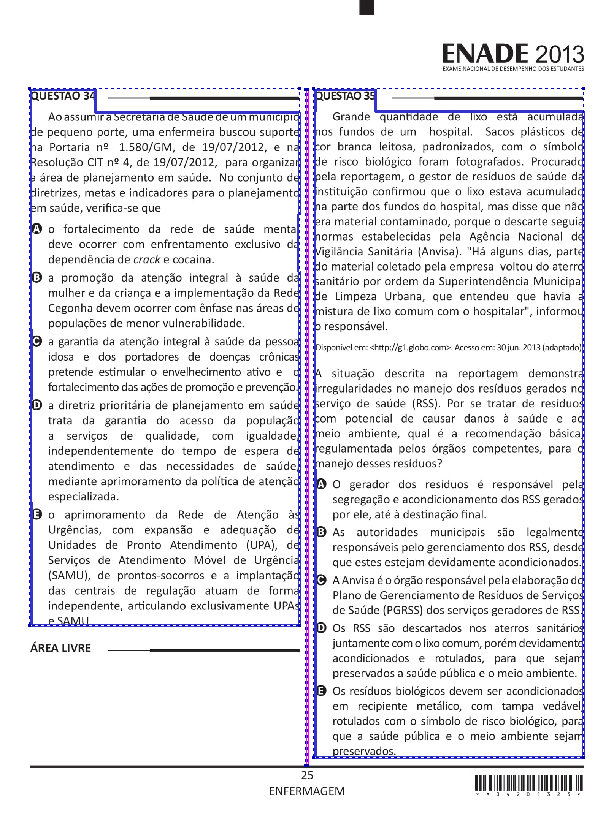 ENADE 2013
EXAME NACIONAL DE DESEMPENHO DOS ESTUDANTES
QUESTÃO 34
Ao assumir a Secretaria de Saúde de um município
de pequeno porte, uma enfermeira buscou suporte
na Portaria nº 1.580/GM, de 19/07/2012, e na
Resolução CIT nº 4, de 19/07/2012, para organizar
a área de planejamento em saúde. No conjunto de
diretrizes, metas e indicadores para o planejamento
em saúde, verifica-se que
A o fortalecimento da rede de saúde mental
deve ocorrer com enfrentamento exclusivo da
dependência de crack e cocaína.
B a promoção da atenção integral à saúde da
mulher e da criança e a implementação da Rede
Cegonha devem ocorrer com ênfase nas áreas de
populações de menor vulnerabilidade.
C a garantia da atenção integral à saúde da pessoa
idosa e dos portadores de doenças crônicas
pretende estimular o envelhecimento ativo e o
fortalecimento das ações de promoção e prevenção.
D a diretriz prioritária de planejamento em saúde
trata da garantia do acesso da população
a serviços de qualidade, com igualdade,
independentemente do tempo de espera de
atendimento e das necessidades de saúde,
mediante aprimoramento da política de atenção
especializada.
E o aprimoramento da Rede de Atenção às
Urgências, com expansão e adequação de
Unidades de Pronto Atendimento (UPA), de
Serviços de Atendimento Móvel de Urgência
(SAMU), de prontos-socorros e a implantação
das centrais de regulação atuam de forma
independente, articulando exclusivamente UPAs
e SAMU.
ÁREA LIVRE
QUESTÃO 35
Grande quantidade de lixo está acumulada
nos fundos de um hospital. Sacos plásticos de
cor branca leitosa, padronizados, com o símbolo
de risco biológico foram fotografados. Procurado
pela reportagem, o gestor de resíduos de saúde da
instituição confirmou que o lixo estava acumulado
na parte dos fundos do hospital, mas disse que não
era material contaminado, porque o descarte seguia
normas estabelecidas pela Agência Nacional de
Vigilância Sanitária (Anvisa). "Há alguns dias, parte
do material coletado pela empresa voltou do aterro
sanitário por ordem da Superintendência Municipal
de Limpeza Urbana, que entendeu que havia a
mistura de lixo comum com o hospitalar", informou
o responsável.
Disponível em: <http://g1.globo.com>. Acesso em: 30 jun. 2013 (adaptado).
A situação descrita na reportagem demonstra
irregularidades no manejo dos resíduos gerados no
serviço de saúde (RSS). Por se tratar de resíduos
com potencial de causar danos à saúde e ao
meio ambiente, qual é a recomendação básica,
regulamentada pelos órgãos competentes, para o
manejo desses resíduos?
A O gerador dos resíduos é responsável pela
segregação e acondicionamento dos RSS gerados
por ele, até à destinação final.
B As autoridades municipais são legalmente
responsáveis pelo gerenciamento dos RSS, desde
que estes estejam devidamente acondicionados.
C A Anvisa é o órgão responsável pela elaboração do
Plano de Gerenciamento de Resíduos de Serviços
de Saúde (PGRSS) dos serviços geradores de RSS.
D Os RSS são descartados nos aterros sanitários
juntamente com o lixo comum, porém devidamente
acondicionados e rotulados, para que sejam
preservados a saúde pública e o meio ambiente.
E Os resíduos biológicos devem ser acondicionados
em recipiente metálico, com tampa vedável,
rotulados com o símbolo de risco biológico, para
que a saúde pública e o meio ambiente sejam
preservados.
25
ENFERMAGEM